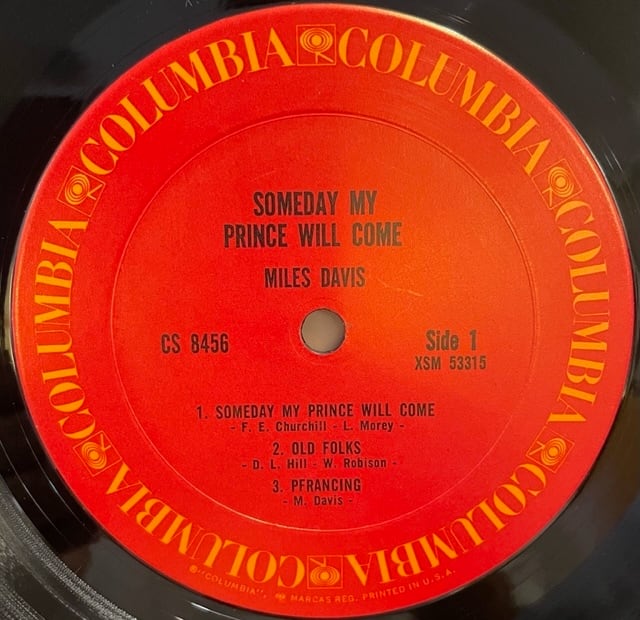 COLUMBIA COLUMBIA COLUMBIA COLUMBIA COLUMBIA COLUMBIA
SOMEDAY MY
PRINCE WILL COME
MILES DAVIS
CS 8456
Side 1
XSM 53315
1. SOMEDAY MY PRINCE WILL COME
- F. E. Churchill - L. Morey -
2. OLD FOLKS
- D. L. Hill - W. Robison -
3. PFRANCING
- M. Davis -
COLUMBIA COLUMBIA
®"COLUMBIA", MARCAS REG. PRINTED IN U.S.A.